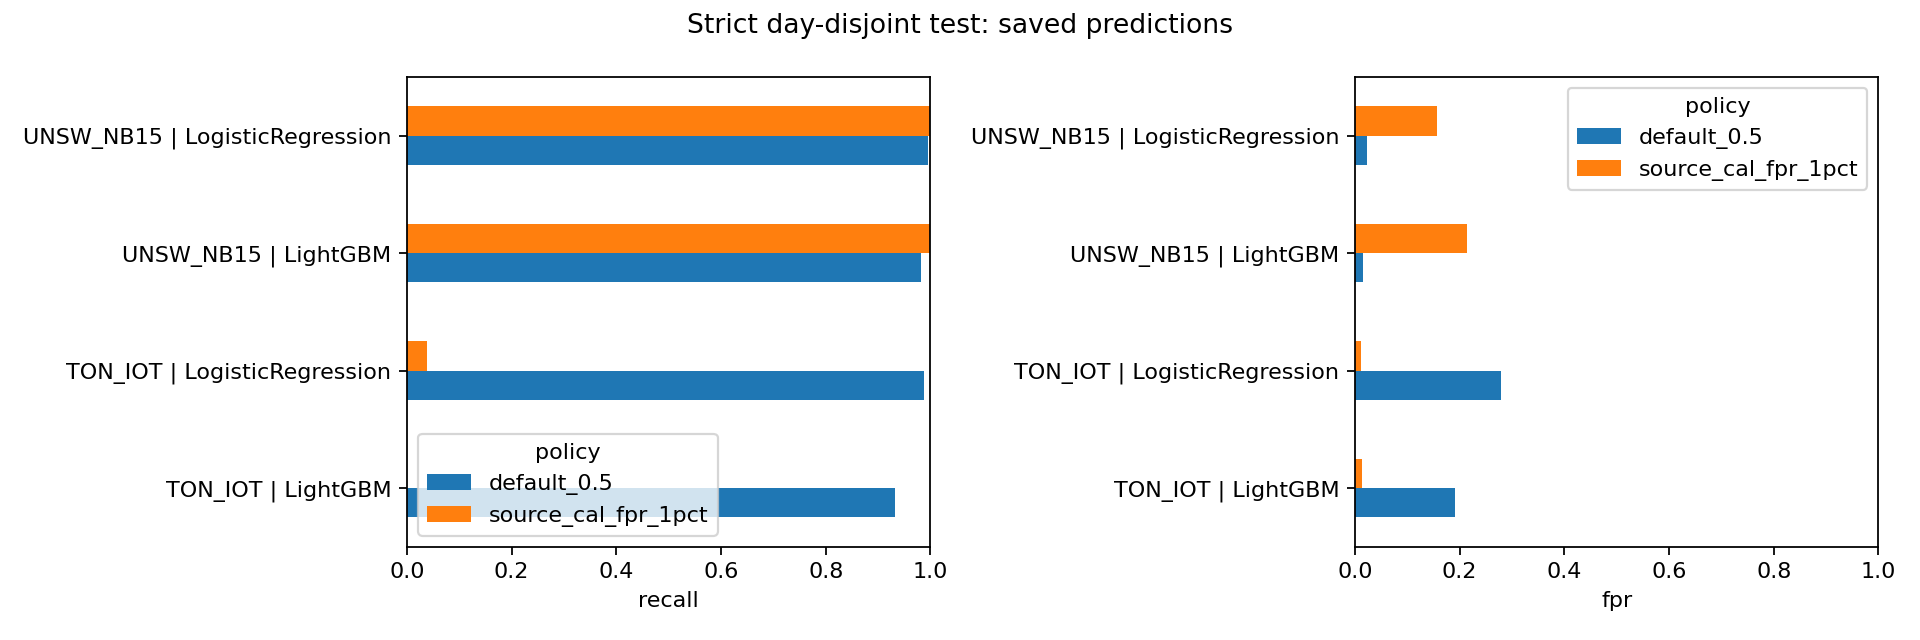 Strict day-disjoint test: saved predictions
UNSW_NB15 | LogisticRegression
UNSW_NB15 | LightGBM
TON_IOT | LogisticRegression
TON_IOT | LightGBM
policy
default_0.5
source_cal_fpr_1pct
0.0 0.2 0.4 0.6 0.8 1.0
recall
UNSW_NB15 | LogisticRegression
UNSW_NB15 | LightGBM
TON_IOT | LogisticRegression
TON_IOT | LightGBM
policy
default_0.5
source_cal_fpr_1pct
0.0 0.2 0.4 0.6 0.8 1.0
fpr